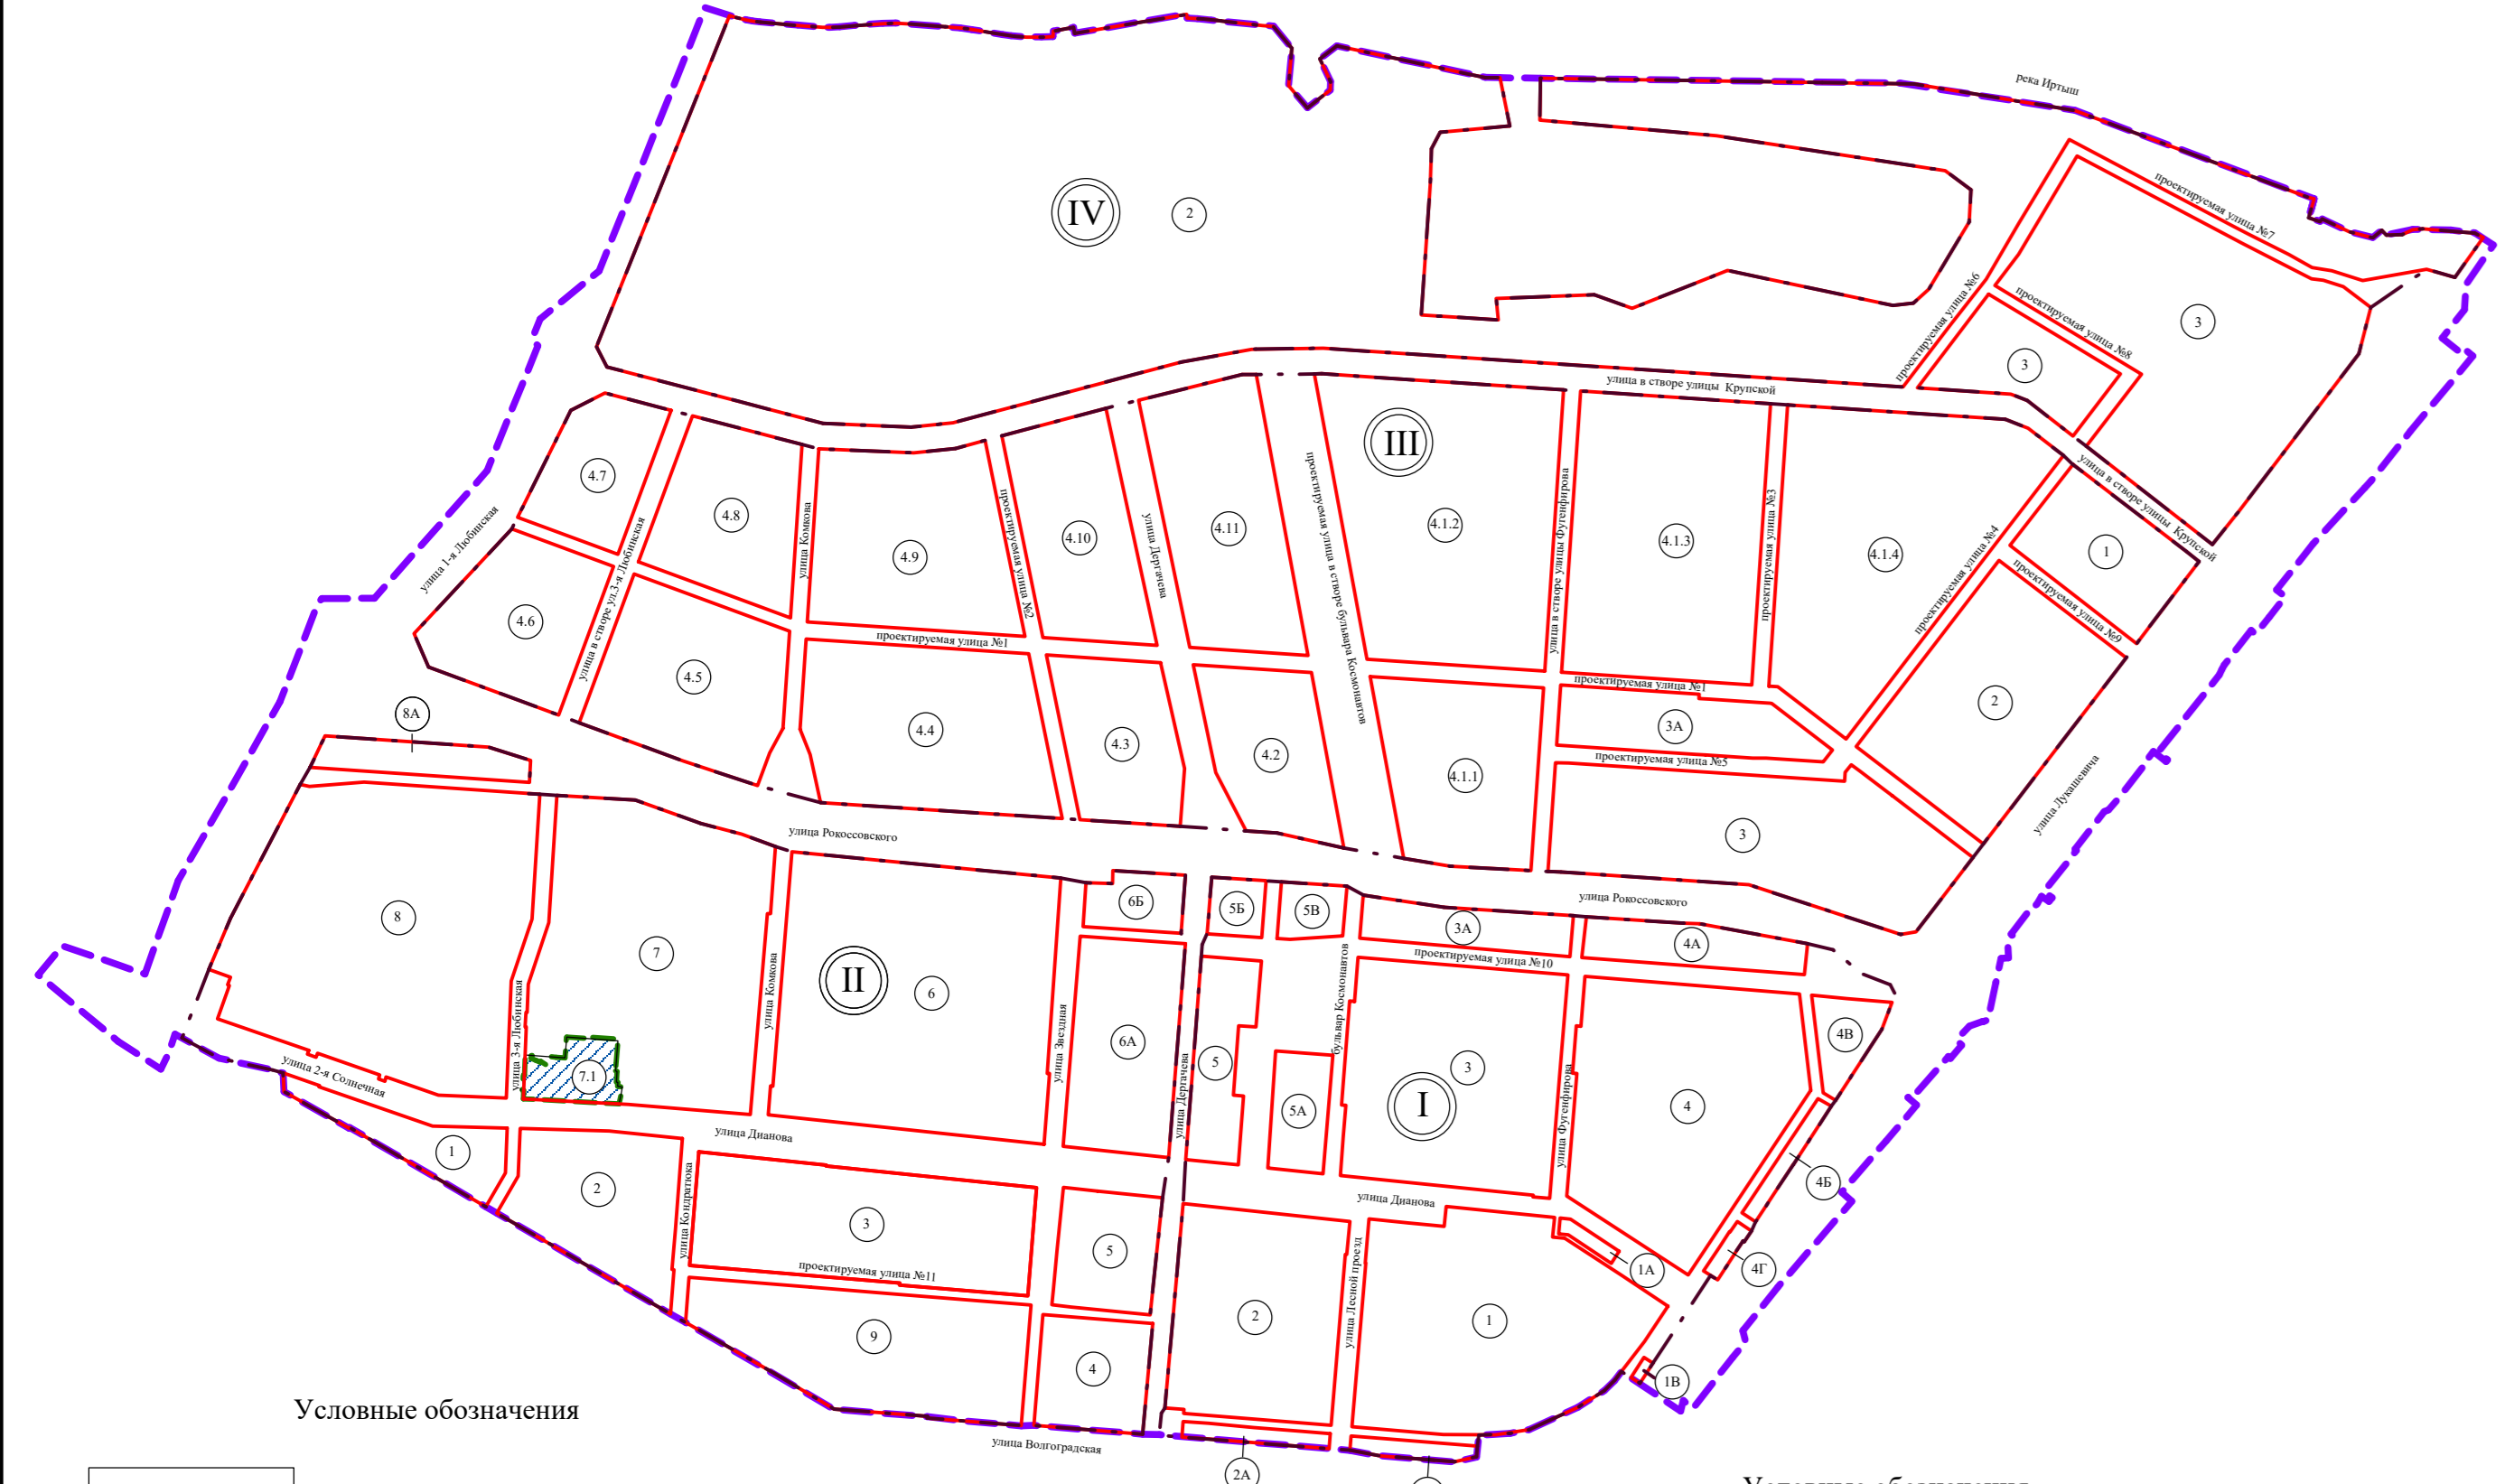 река Иртыш
IV
2
проектируемая улица №7
проектируемая улица №6
проектируемая улица №8
3
3
улица в створе улицы Крупской
III
4.7
4.8
улица Комкова
4.9
проектируемая улица №2
4.10
улица Дергачева
4.11
проектируемая улица в створе бульвара Космонавтов
4.1.2
улица в створе улицы Фугенфирова
4.1.3
проектируемая улица №3
4.1.4
проектируемая улица №4
улица в створе улицы Крупской
1
проектируемая улица №9
улица 1-я Любинская
4.6
улица в створе ул.3-я Любинская
4.5
проектируемая улица №1
4.4
4.3
4.2
4.1.1
проектируемая улица №1
3А
проектируемая улица №5
2
3
улица Лукашевича
8А
улица Рокоссовского
улица Рокоссовского
8
7
улица 3-я Любинская
7.1
улица Комкова
II
6
улица Звездная
6Б
6А
улица Дергачева
5Б
5В
5
5А
бульвар Космонавтов
3А
проектируемая улица №10
4А
3
I
улица Фугенфирова
4
4В
4Б
4Г
улица 2-я Солнечная
1
2
улица Дианова
улица Кондратюка
3
проектируемая улица №11
9
5
4
улица Дианова
2
улица Лесной проезд
1
1А
1В
улица Волгоградская
2А
Условные обозначения